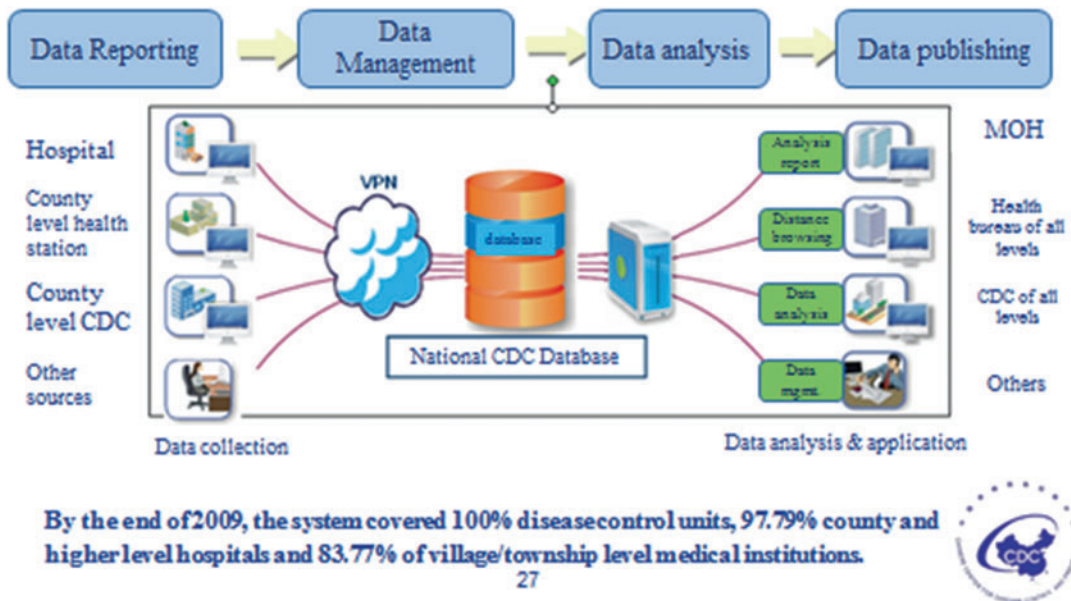 Data Reporting
Data
Management
Data analysis
Data publishing
Hospital
County
level health
station
County
level CDC
Other
sources
VPN
database
National CDC Database
Analysis
report
Distance
browsing
Data
analysis
Data
mgmt.
MOH
Health
bureau of all
levels
CDC of all
levels
Others
Data collection
Data analysis & application
By the end of 2009, the system covered 100% disease control units, 97.79% county and
higher level hospitals and 83.77% of village/township level medical institutions.
27
CDC